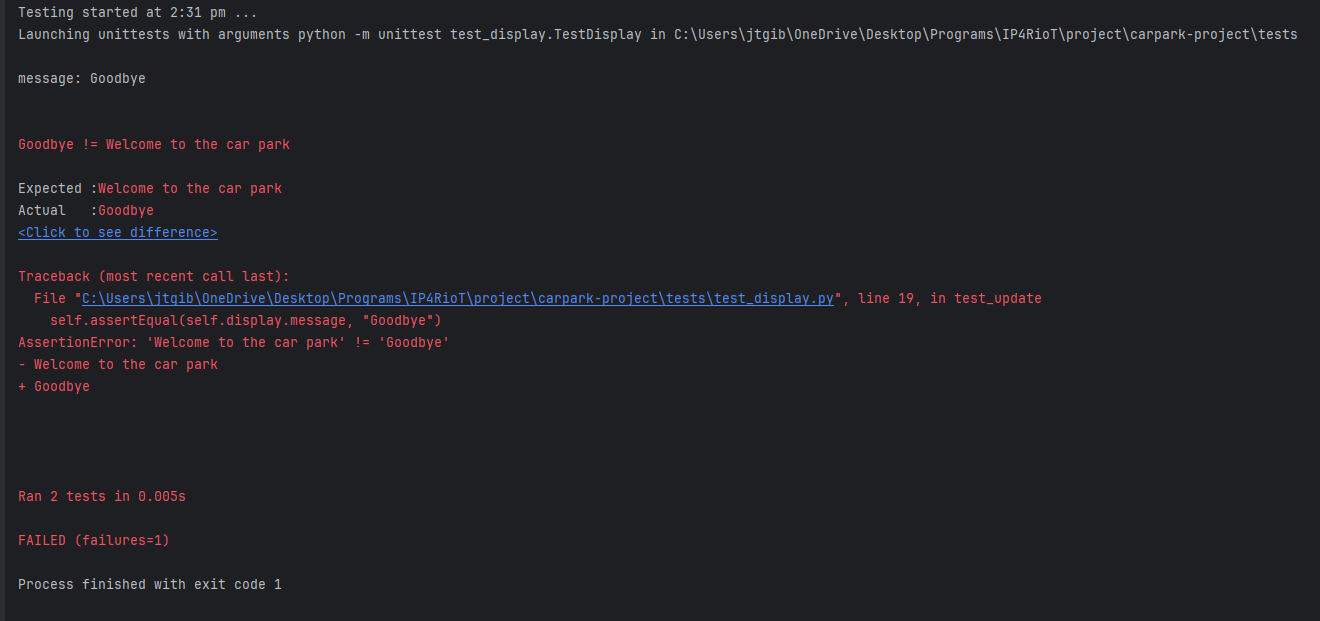 Testing started at 2:31 pm ...
Launching unittests with arguments python -m unittest test_display.TestDisplay in C:\Users\jtgib\OneDrive\Desktop\Programs\IP4RioT\project\carpark-project\tests
message: Goodbye
Goodbye != Welcome to the car park
Expected :Welcome to the car park
Actual   :Goodbye
<Click to see difference>
Traceback (most recent call last):
  File "C:\Users\jtgib\OneDrive\Desktop\Programs\IP4RioT\project\carpark-project\tests\test_display.py", line 19, in test_update
    self.assertEqual(self.display.message, "Goodbye")
AssertionError: 'Welcome to the car park' != 'Goodbye'
- Welcome to the car park
+ Goodbye
Ran 2 tests in 0.005s
FAILED (failures=1)
Process finished with exit code 1